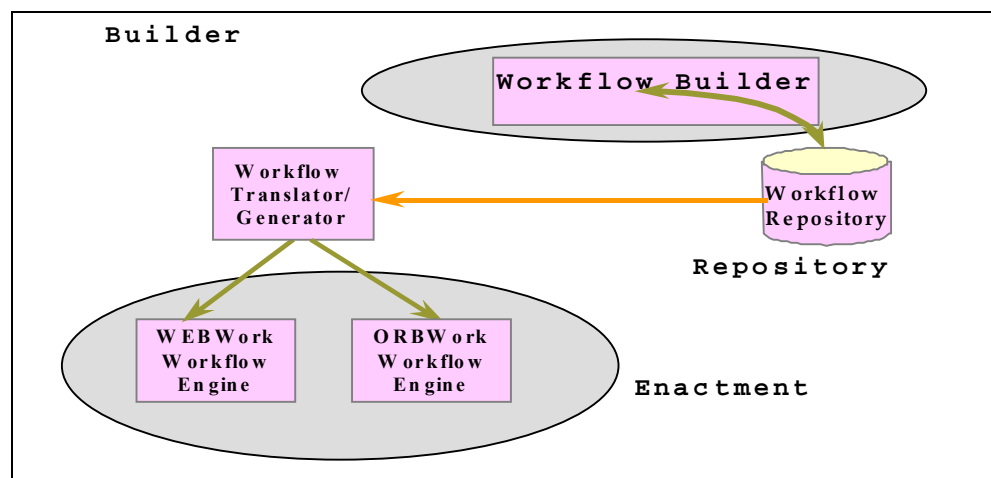 Builder
Workflow Builder
Workflow
Translator/
Generator
Workflow
Repository
Repository
WEBWork
Workflow
Engine
ORBWork
Workflow
Engine
Enactment